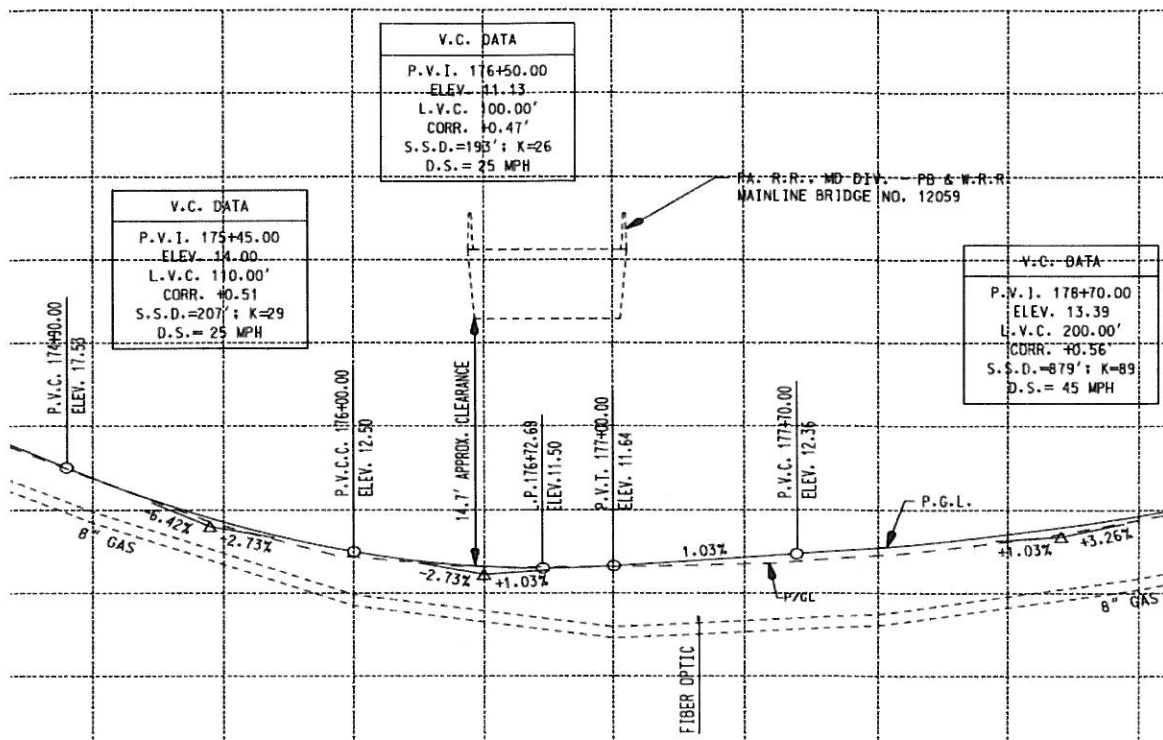 V.C. DATA
P.V.I. 176+50.00
ELEV. 11.13
L.V.C. 100.00'
CORR. +0.47'
S.S.D.=193'; K=26
D.S.= 25 MPH
PA. R.R., MD DIV. - PB & W.R.R
MAINLINE BRIDGE NO. 12059
V.C. DATA
P.V.I. 175+45.00
ELEV. 14.00
L.V.C. 110.00'
CORR. +0.51
S.S.D.=207'; K=29
D.S.= 25 MPH
V.C. DATA
P.V.I. 178+70.00
ELEV. 13.39
L.V.C. 200.00'
CORR. +0.56'
S.S.D.=879'; K=89
D.S.= 45 MPH
P.V.C. 174+90.00
ELEV. 17.53
P.V.C.C. 176+00.00
ELEV. 12.50
14.7' APPROX. CLEARANCE
L.P.176+72.69
ELEV.11.50
P.V.T. 177+00.00
ELEV. 11.64
P.V.C. 177+70.00
ELEV. 12.36
P.G.L.
-6.42%
-2.73%
8" GAS
-2.73%
+1.03%
1.03%
+1.03%
+3.26%
P/GL
8" GAS
FIBER OPTIC